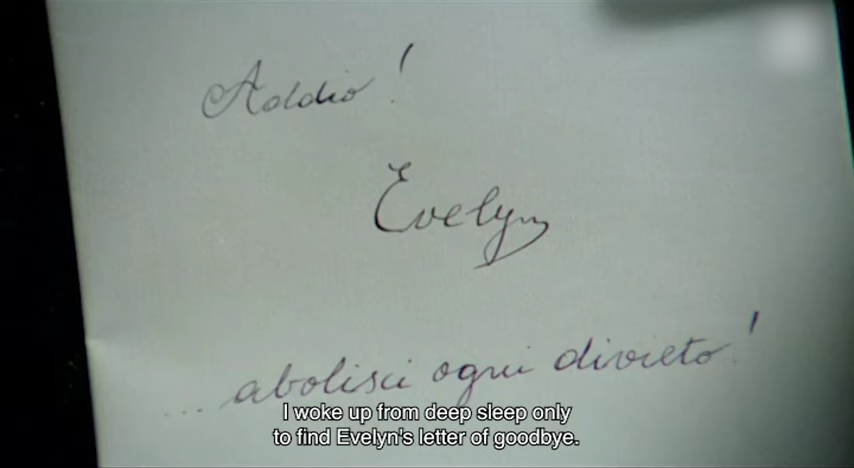 Addio!
Evelyn
...abolisci ogni divieto!
I woke up from deep sleep only
to find Evelyn's letter of goodbye.